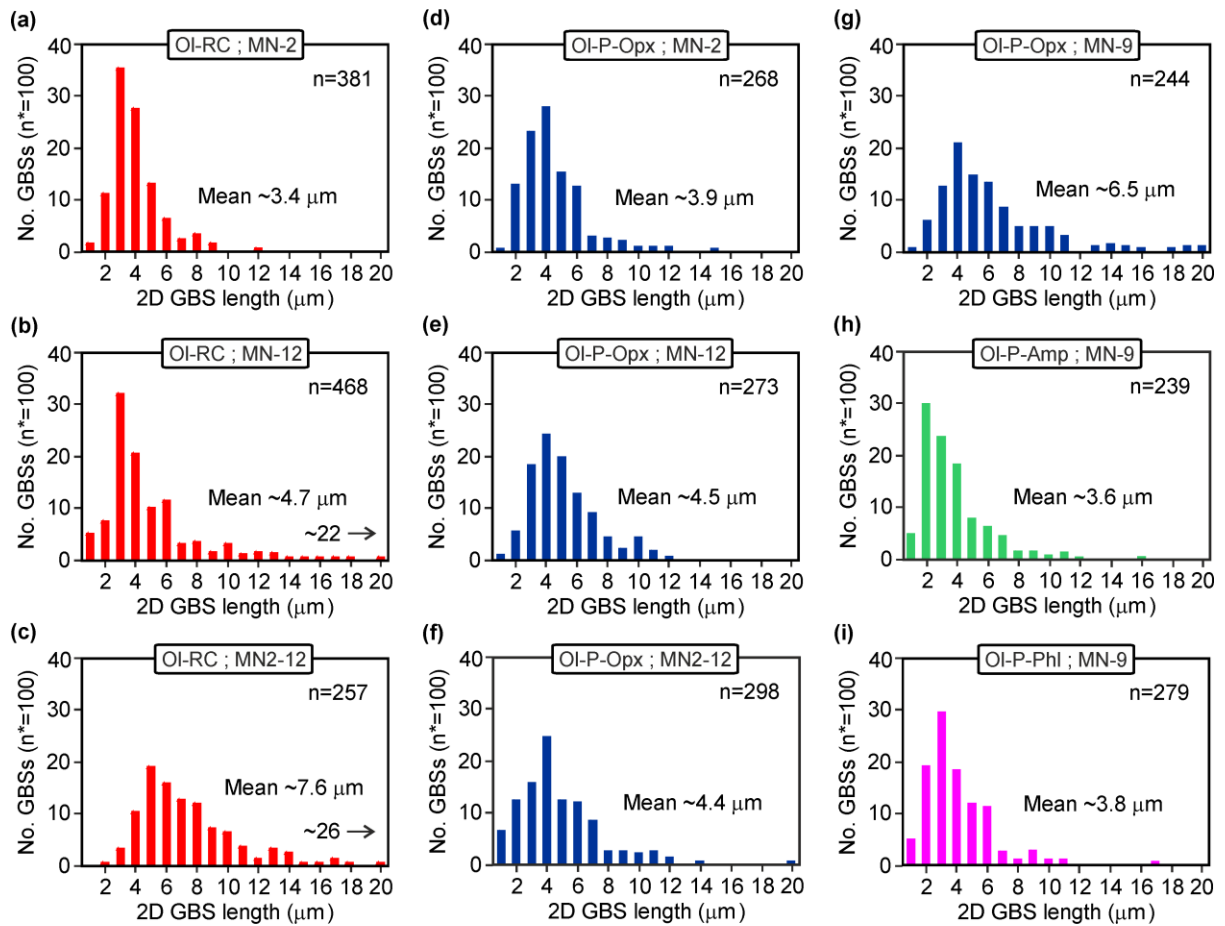 (a)
Ol-RC ; MN-2
n=381
Mean ~3.4 μm
No. GBSs (n*=100)
40
30
20
10
0
2 4 6 8 10 12 14 16 18 20
2D GBS length (μm)
(d)
Ol-P-Opx ; MN-2
n=268
Mean ~3.9 μm
No. GBSs (n*=100)
40
30
20
10
0
2 4 6 8 10 12 14 16 18 20
2D GBS length (μm)
(g)
Ol-P-Opx ; MN-9
n=244
Mean ~6.5 μm
No. GBSs (n*=100)
40
30
20
10
0
2 4 6 8 10 12 14 16 18 20
2D GBS length (μm)
(b)
Ol-RC ; MN-12
n=468
Mean ~4.7 μm
~22 →
No. GBSs (n*=100)
40
30
20
10
0
2 4 6 8 10 12 14 16 18 20
2D GBS length (μm)
(e)
Ol-P-Opx ; MN-12
n=273
Mean ~4.5 μm
No. GBSs (n*=100)
40
30
20
10
0
2 4 6 8 10 12 14 16 18 20
2D GBS length (μm)
(h)
Ol-P-Amp ; MN-9
n=239
Mean ~3.6 μm
No. GBSs (n*=100)
40
30
20
10
0
2 4 6 8 10 12 14 16 18 20
2D GBS length (μm)
(c)
Ol-RC ; MN2-12
n=257
Mean ~7.6 μm
~26 →
No. GBSs (n*=100)
40
30
20
10
0
2 4 6 8 10 12 14 16 18 20
2D GBS length (μm)
(f)
Ol-P-Opx ; MN2-12
n=298
Mean ~4.4 μm
No. GBSs (n*=100)
40
30
20
10
0
2 4 6 8 10 12 14 16 18 20
2D GBS length (μm)
(i)
Ol-P-Phl ; MN-9
n=279
Mean ~3.8 μm
No. GBSs (n*=100)
40
30
20
10
0
2 4 6 8 10 12 14 16 18 20
2D GBS length (μm)